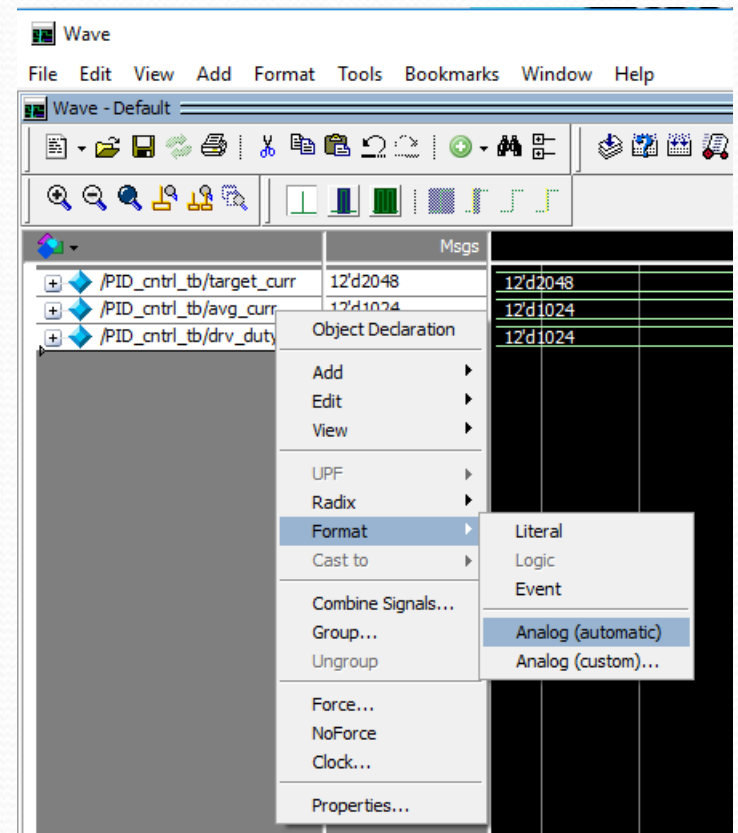 Wave
File Edit View Add Format Tools Bookmarks Window Help
Wave - Default
Msgs
/PID_cntrl_tb/target_curr 12'd2048 12'd2048
/PID_cntrl_tb/avg_curr 12'd1024 12'd1024
/PID_cntrl_tb/drv_duty 12'd1024
Object Declaration
Add
Edit
View
UPF
Radix
Format
Cast to
Combine Signals...
Group...
Ungroup
Force...
NoForce
Clock...
Properties...
Literal
Logic
Event
Analog (automatic)
Analog (custom)...